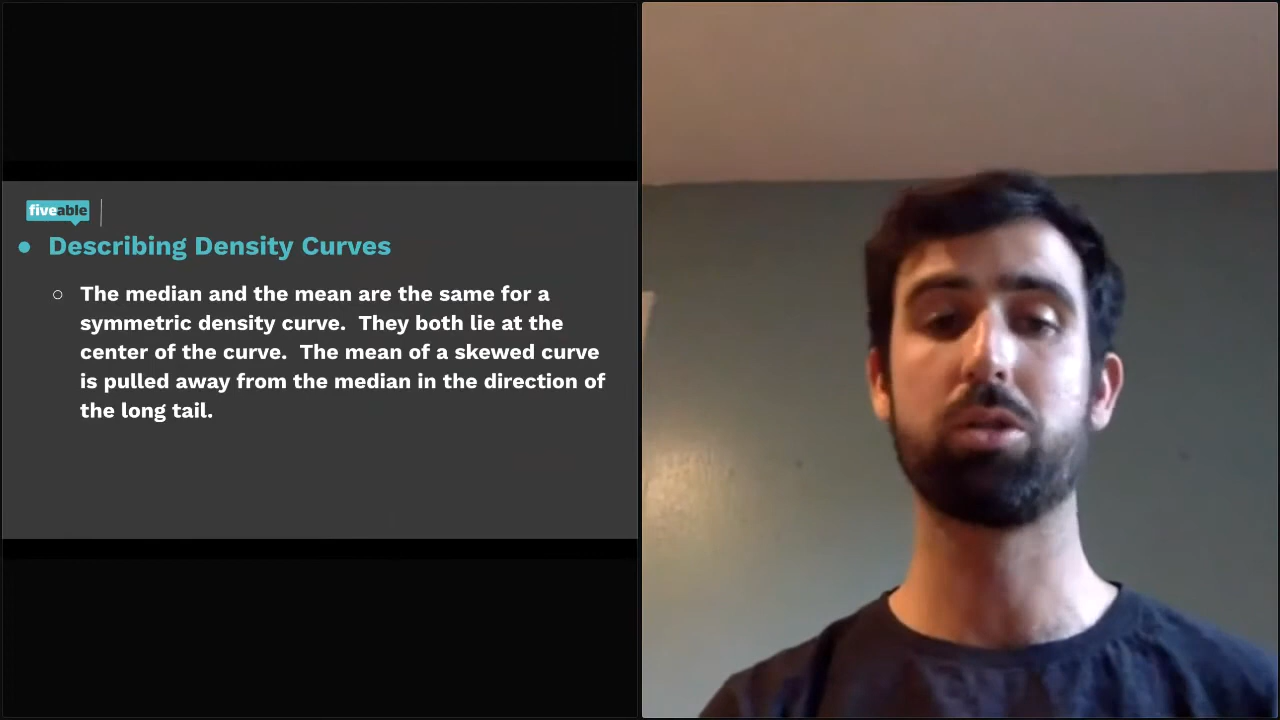 fiveable
Describing Density Curves
The median and the mean are the same for a
symmetric density curve.  They both lie at the
center of the curve.  The mean of a skewed curve
is pulled away from the median in the direction of
the long tail.